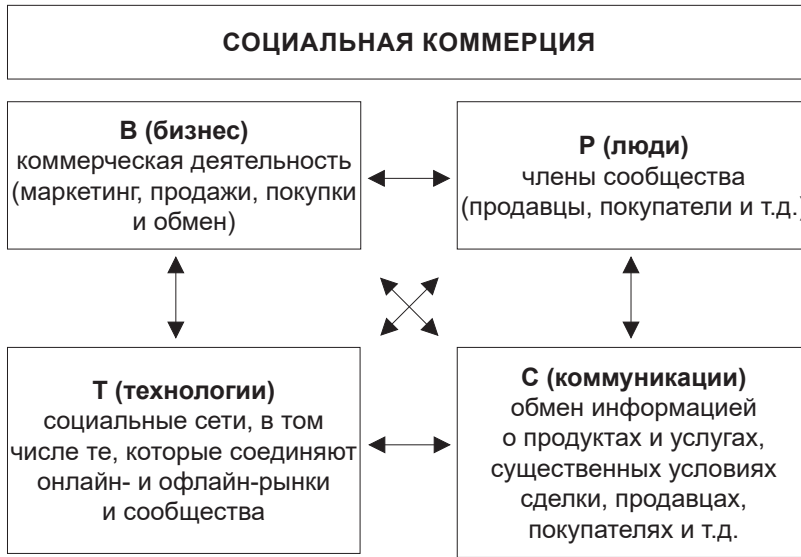 СОЦИАЛЬНАЯ КОММЕРЦИЯ
B (бизнес)
коммерческая деятельность
(маркетинг, продажи, покупки
и обмен)
P (люди)
члены сообщества
(продавцы, покупатели и т.д.)
T (технологии)
социальные сети, в том
числе те, которые соединяют
онлайн- и офлайн-рынки
и сообщества
C (коммуникации)
обмен информацией
о продуктах и услугах,
существенных условиях
сделки, продавцах,
покупателях и т.д.